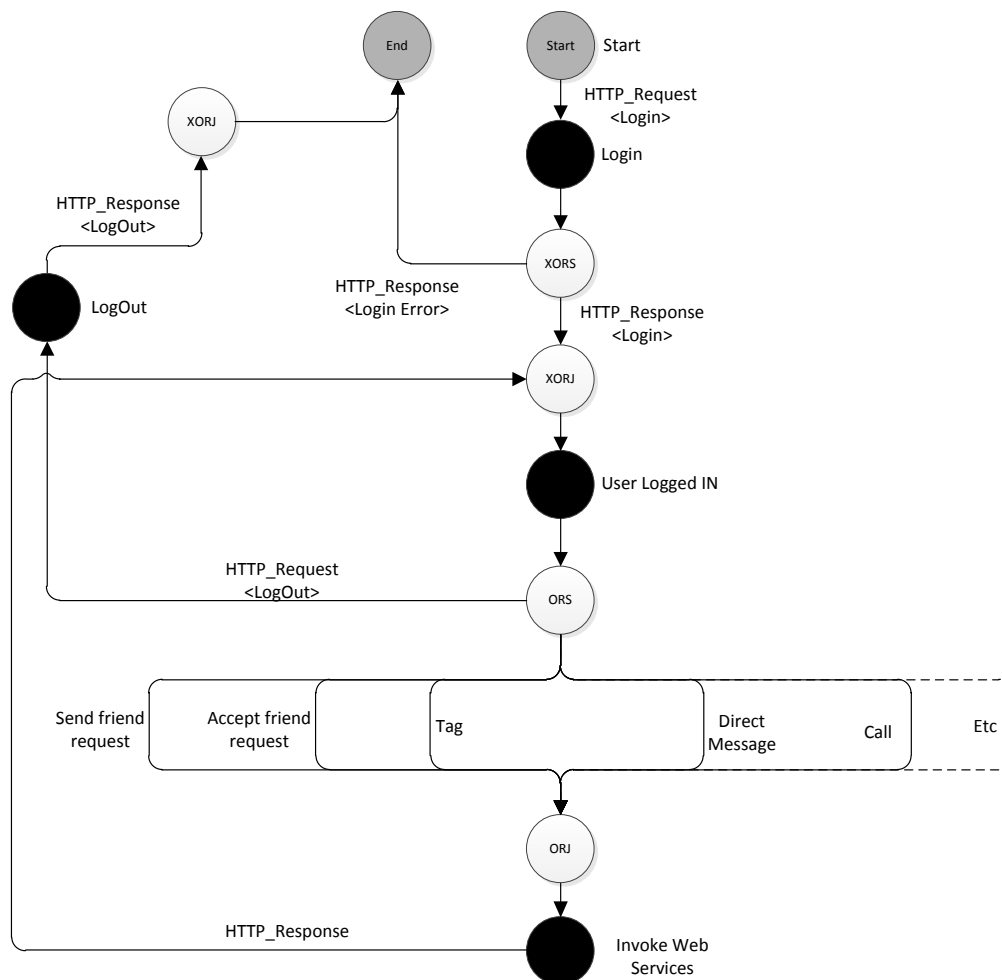 End
Start
Start
HTTP_Request
<Login>
XORJ
Login
HTTP_Response
<LogOut>
XORS
HTTP_Response
<Login Error>
LogOut
HTTP_Response
<Login>
XORJ
User Logged IN
HTTP_Request
<LogOut>
ORS
Send friend
request
Accept friend
request
Tag
Direct
Message
Call
Etc
ORJ
HTTP_Response
Invoke Web
Services